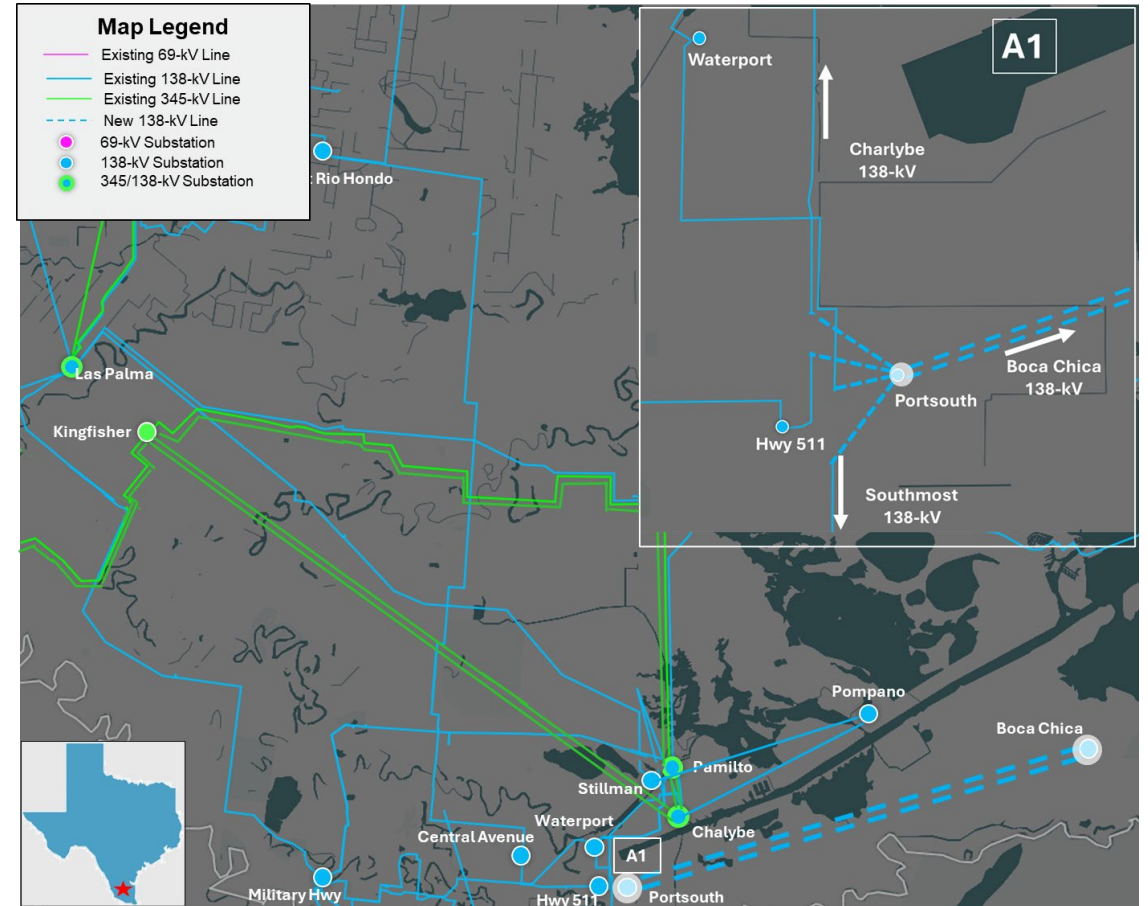 Map Legend
Existing 69-kV Line
Existing 138-kV Line
Existing 345-kV Line
New 138-kV Line
69-kV Substation
138-kV Substation
345/138-kV Substation
A1
Waterport
Charlybe
138-kV
Boca Chica
138-kV
Portsouth
Hwy 511
Southmost
138-kV
Rio Hondo
Las Palma
Kingfisher
Pompano
Boca Chica
Pamilto
Stillman
Chalybe
Waterport
Central Avenue
A1
Military Hwy
Hwy 511
Portsouth